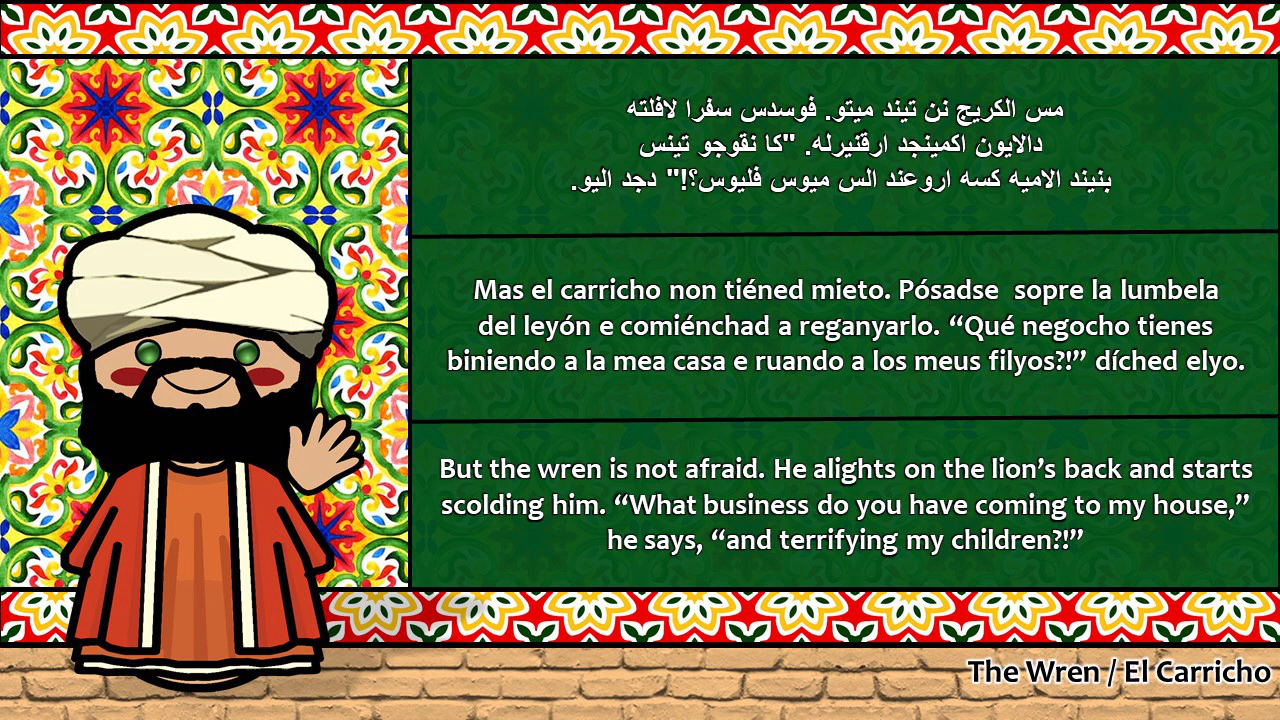 مس الكريج نن تيند ميتو. فوسدس سفرا لافلته
دالايون اكمينجد ارقنيرله. "كا نقوجو تينس
بنيند الاميه كسه اروعند الس ميوس فليوس؟!" دجد اليو.
Mas el carricho non tiéned mieto. Pósadse sopre la lumbela
del leyón e comiénchad a reganyarlo. “Qué negocho tienes
biniendo a la mea casa e ruando a los meus filyos?!” díched elyo.
But the wren is not afraid. He alights on the lion’s back and starts
scolding him. “What business do you have coming to my house,”
he says, “and terrifying my children?!”
The Wren / El Carricho